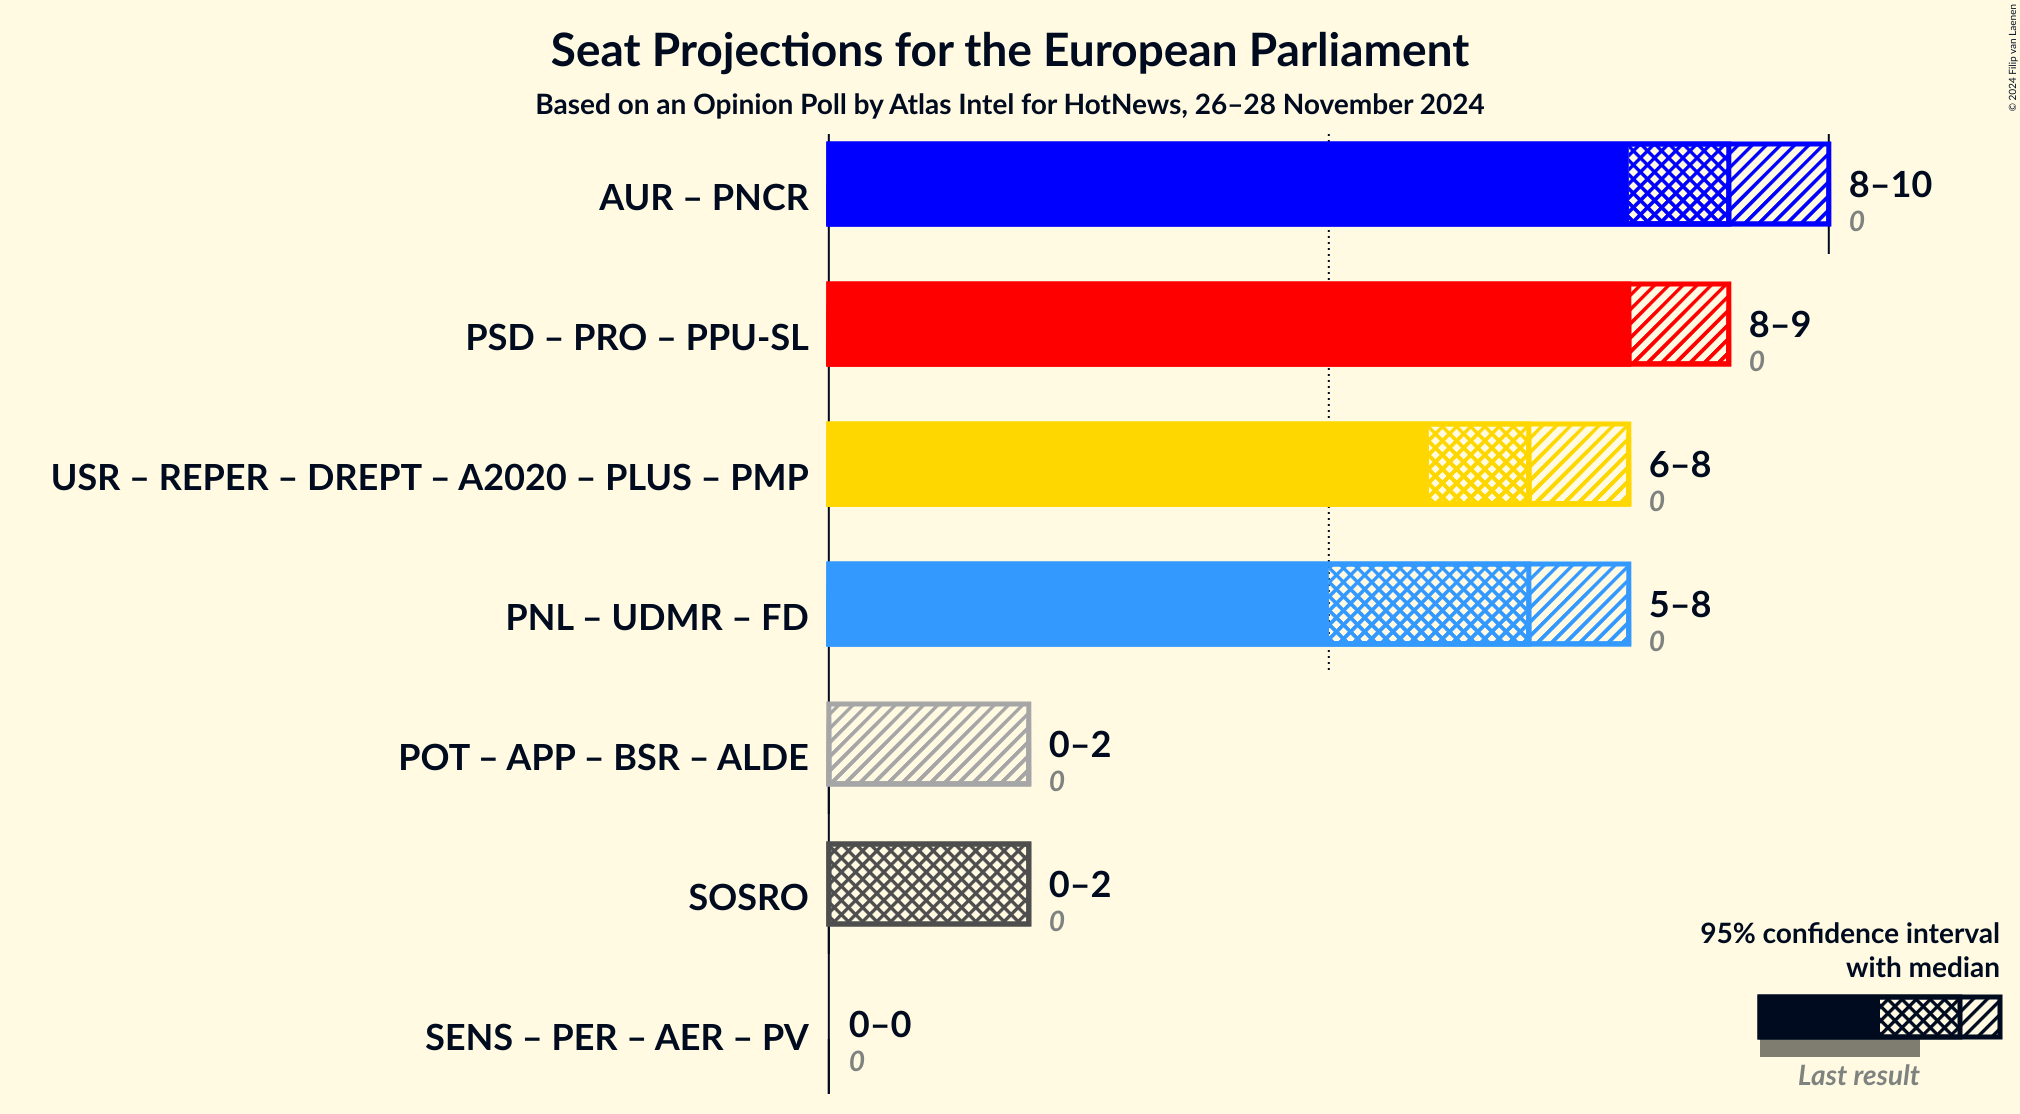 Seat Projections for the European Parliament
Based on an Opinion Poll by Atlas Intel for HotNews, 26–28 November 2024
© 2024 Filip van Laenen
AUR – PNCR
8–10
0
PSD – PRO – PPU-SL
8–9
0
USR – REPER – DREPT – A2020 – PLUS – PMP
6–8
0
PNL – UDMR – FD
5–8
0
POT – APP – BSR – ALDE
0–2
0
SOSRO
0–2
0
SENS – PER – AER – PV
0–0
0
95% confidence interval
with median
Last result